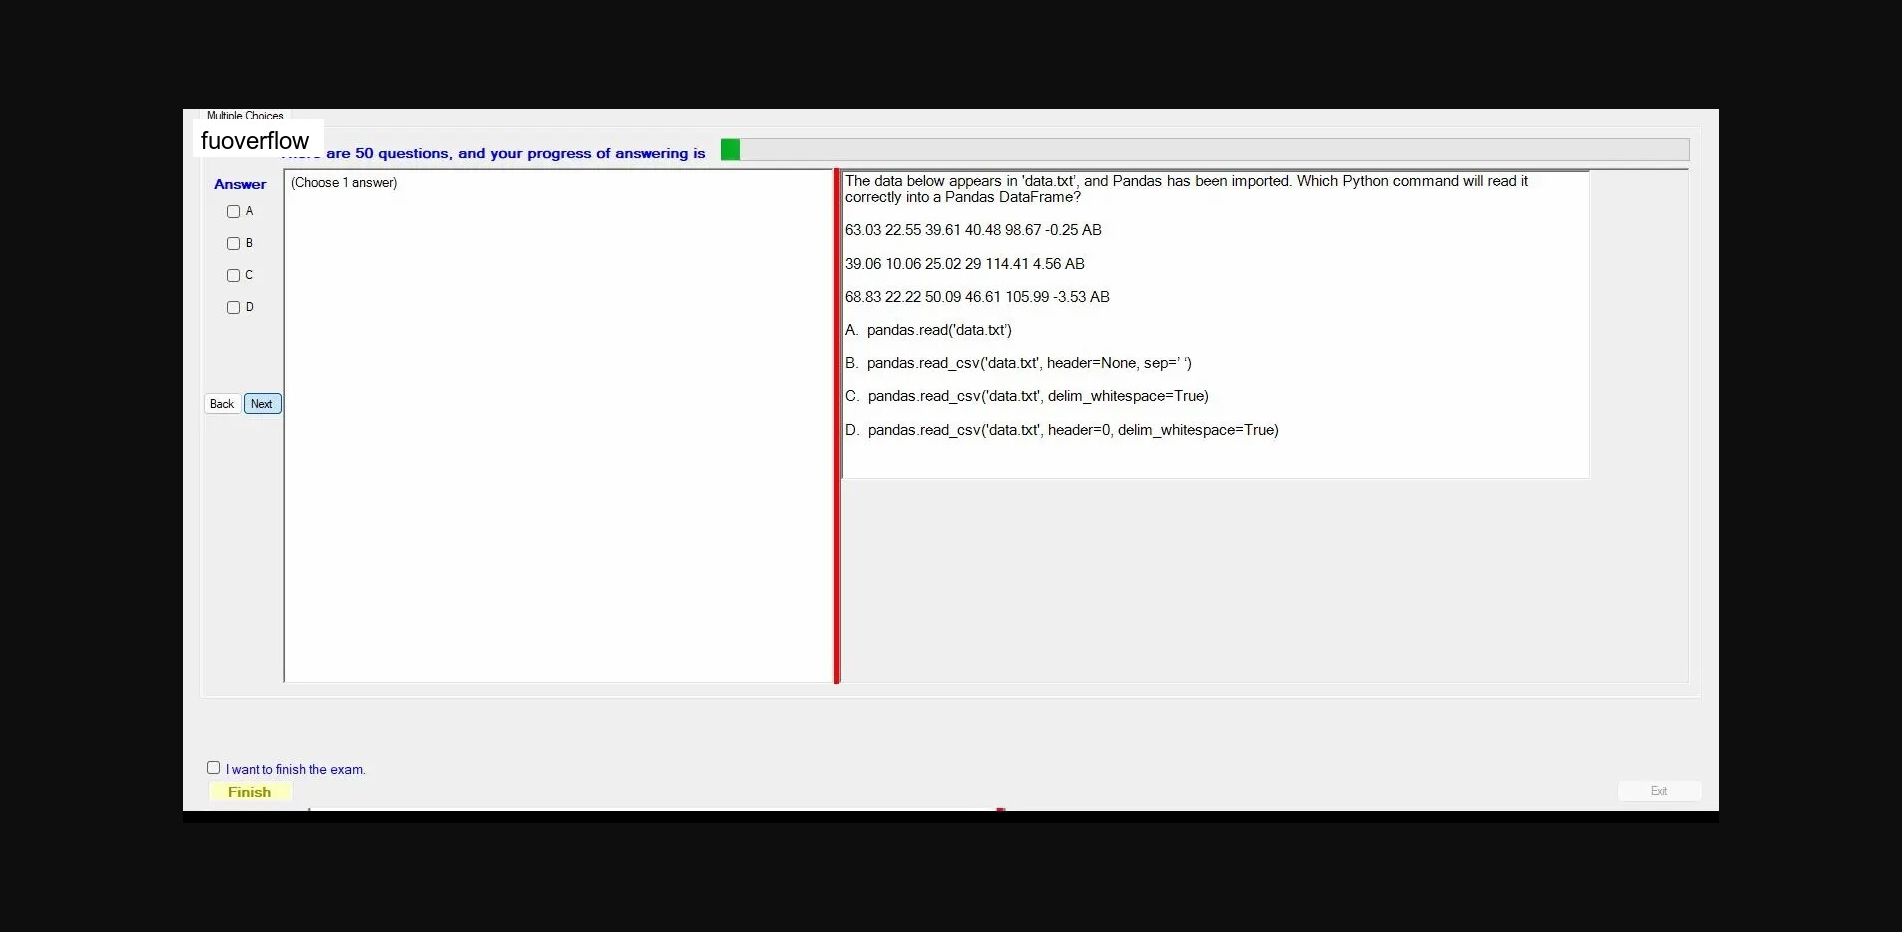 Multiple Choices
fuoverflow
are 50 questions, and your progress of answering is
Answer
(Choose 1 answer)
A
B
C
D
Back
Next
The data below appears in 'data.txt', and Pandas has been imported. Which Python command will read it
correctly into a Pandas DataFrame?
63.03 22.55 39.61 40.48 98.67 -0.25 AB
39.06 10.06 25.02 29 114.41 4.56 AB
68.83 22.22 50.09 46.61 105.99 -3.53 AB
A. pandas.read('data.txt’)
B. pandas.read_csv('data.txt', header=None, sep=’ ‘)
C. pandas.read_csv('data.txt', delim_whitespace=True)
D. pandas.read_csv('data.txt', header=0, delim_whitespace=True)
I want to finish the exam.
Finish
Exit